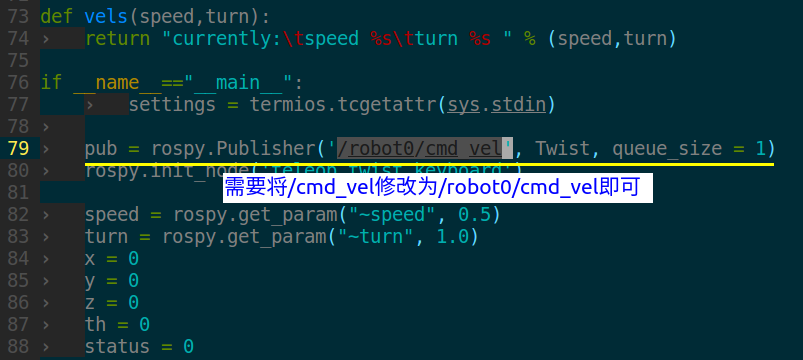 73 def vels(speed,turn):
74 › return "currently:\tspeed %s\tturn %s " % (speed,turn)
75
76 if __name__=="__main__":
77 › settings = termios.tcgetattr(sys.stdin)
78 ›
79 › pub = rospy.Publisher('/robot0/cmd_vel', Twist, queue_size = 1)
80 › rospy.init_node('teleop_twist_keyboard')
81
需要将/cmd_vel修改为/robot0/cmd_vel即可
82 › speed = rospy.get_param("~speed", 0.5)
83 › turn = rospy.get_param("~turn", 1.0)
84 › x = 0
85 › y = 0
86 › z = 0
87 › th = 0
88 › status = 0